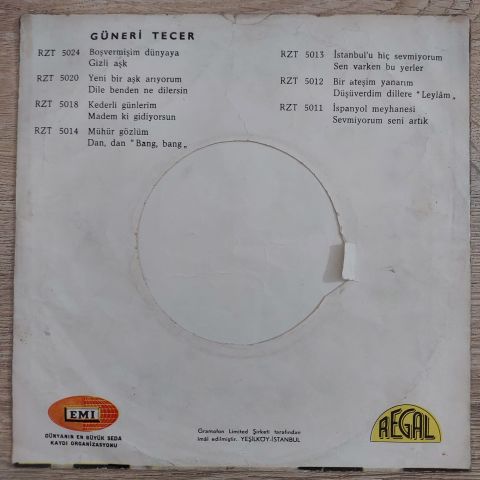 GÜNERİ TECER
RZT 5024 Boşvermişim dünyaya
Gizli aşk
RZT 5020 Yeni bir aşk arıyorum
Dile benden ne dilersin
RZT 5018 Kederli günlerim
Madem ki gidiyorsun
RZT 5014 Mühür gözlüm
Dan, dan "Bang, bang„
RZT 5013 İstanbul'u hiç sevmiyorum
Sen varken bu yerler
RZT 5012 Bir ateşim yanarım
Düşüverdim dillere "Leylâm„
RZT 5011 İspanyol meyhanesi
Sevmiyorum seni artık
EMI
DÜNYANIN EN BÜYÜK SEDA
KAYDI ORGANİZASYONU
Gramofon Limited Şirketi tarafından
imâl edilmiştir. YEŞİLKÖY-İSTANBUL
REGAL